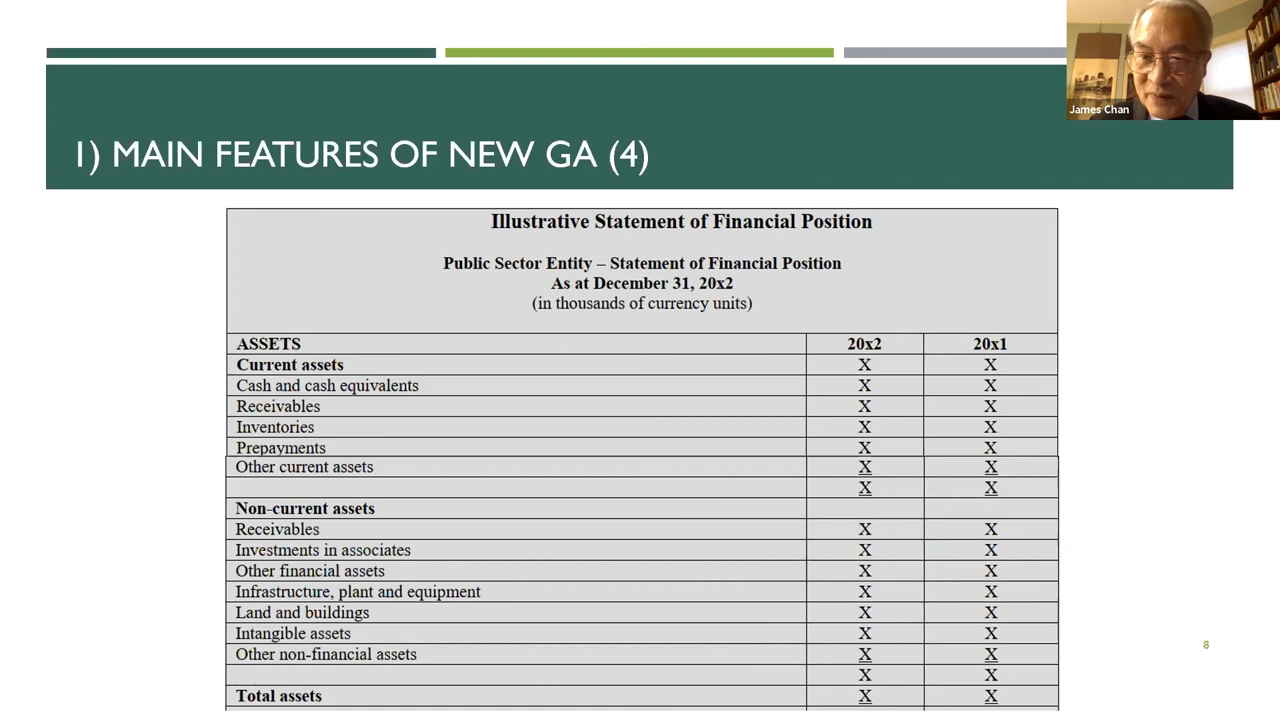 James Chan
1) MAIN FEATURES OF NEW GA (4)
Illustrative Statement of Financial Position
Public Sector Entity – Statement of Financial Position
As at December 31, 20x2
(in thousands of currency units)
ASSETS 20x2 20x1
Current assets X X
Cash and cash equivalents X X
Receivables X X
Inventories X X
Prepayments X X
Other current assets X X
X X
Non-current assets
Receivables X X
Investments in associates X X
Other financial assets X X
Infrastructure, plant and equipment X X
Land and buildings X X
Intangible assets X X
Other non-financial assets X X
X X
Total assets X X
8